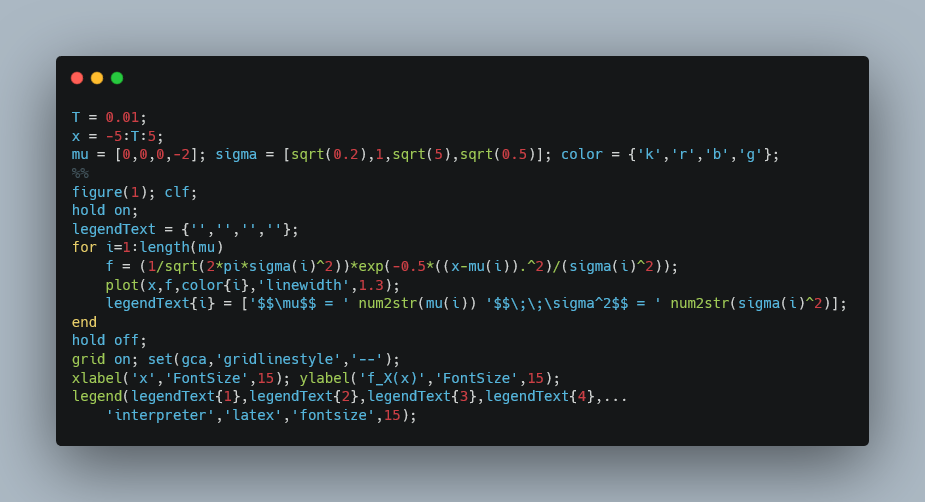 T = 0.01;
x = -5:T:5;
mu = [0,0,0,-2]; sigma = [sqrt(0.2),1,sqrt(5),sqrt(0.5)]; color = {'k','r','b','g'};
%%
figure(1); clf;
hold on;
legendText = {'','','',''};
for i=1:length(mu)
    f = (1/sqrt(2*pi*sigma(i)^2))*exp(-0.5*((x-mu(i)).^2)/(sigma(i)^2));
    plot(x,f,color{i},'linewidth',1.3);
    legendText{i} = ['$$\mu$$ = ' num2str(mu(i)) '$$\;\;\sigma^2$$ = ' num2str(sigma(i)^2)];
end
hold off;
grid on; set(gca,'gridlinestyle','--');
xlabel('x','FontSize',15); ylabel('f_X(x)','FontSize',15);
legend(legendText{1},legendText{2},legendText{3},legendText{4},...
    'interpreter','latex','fontsize',15);